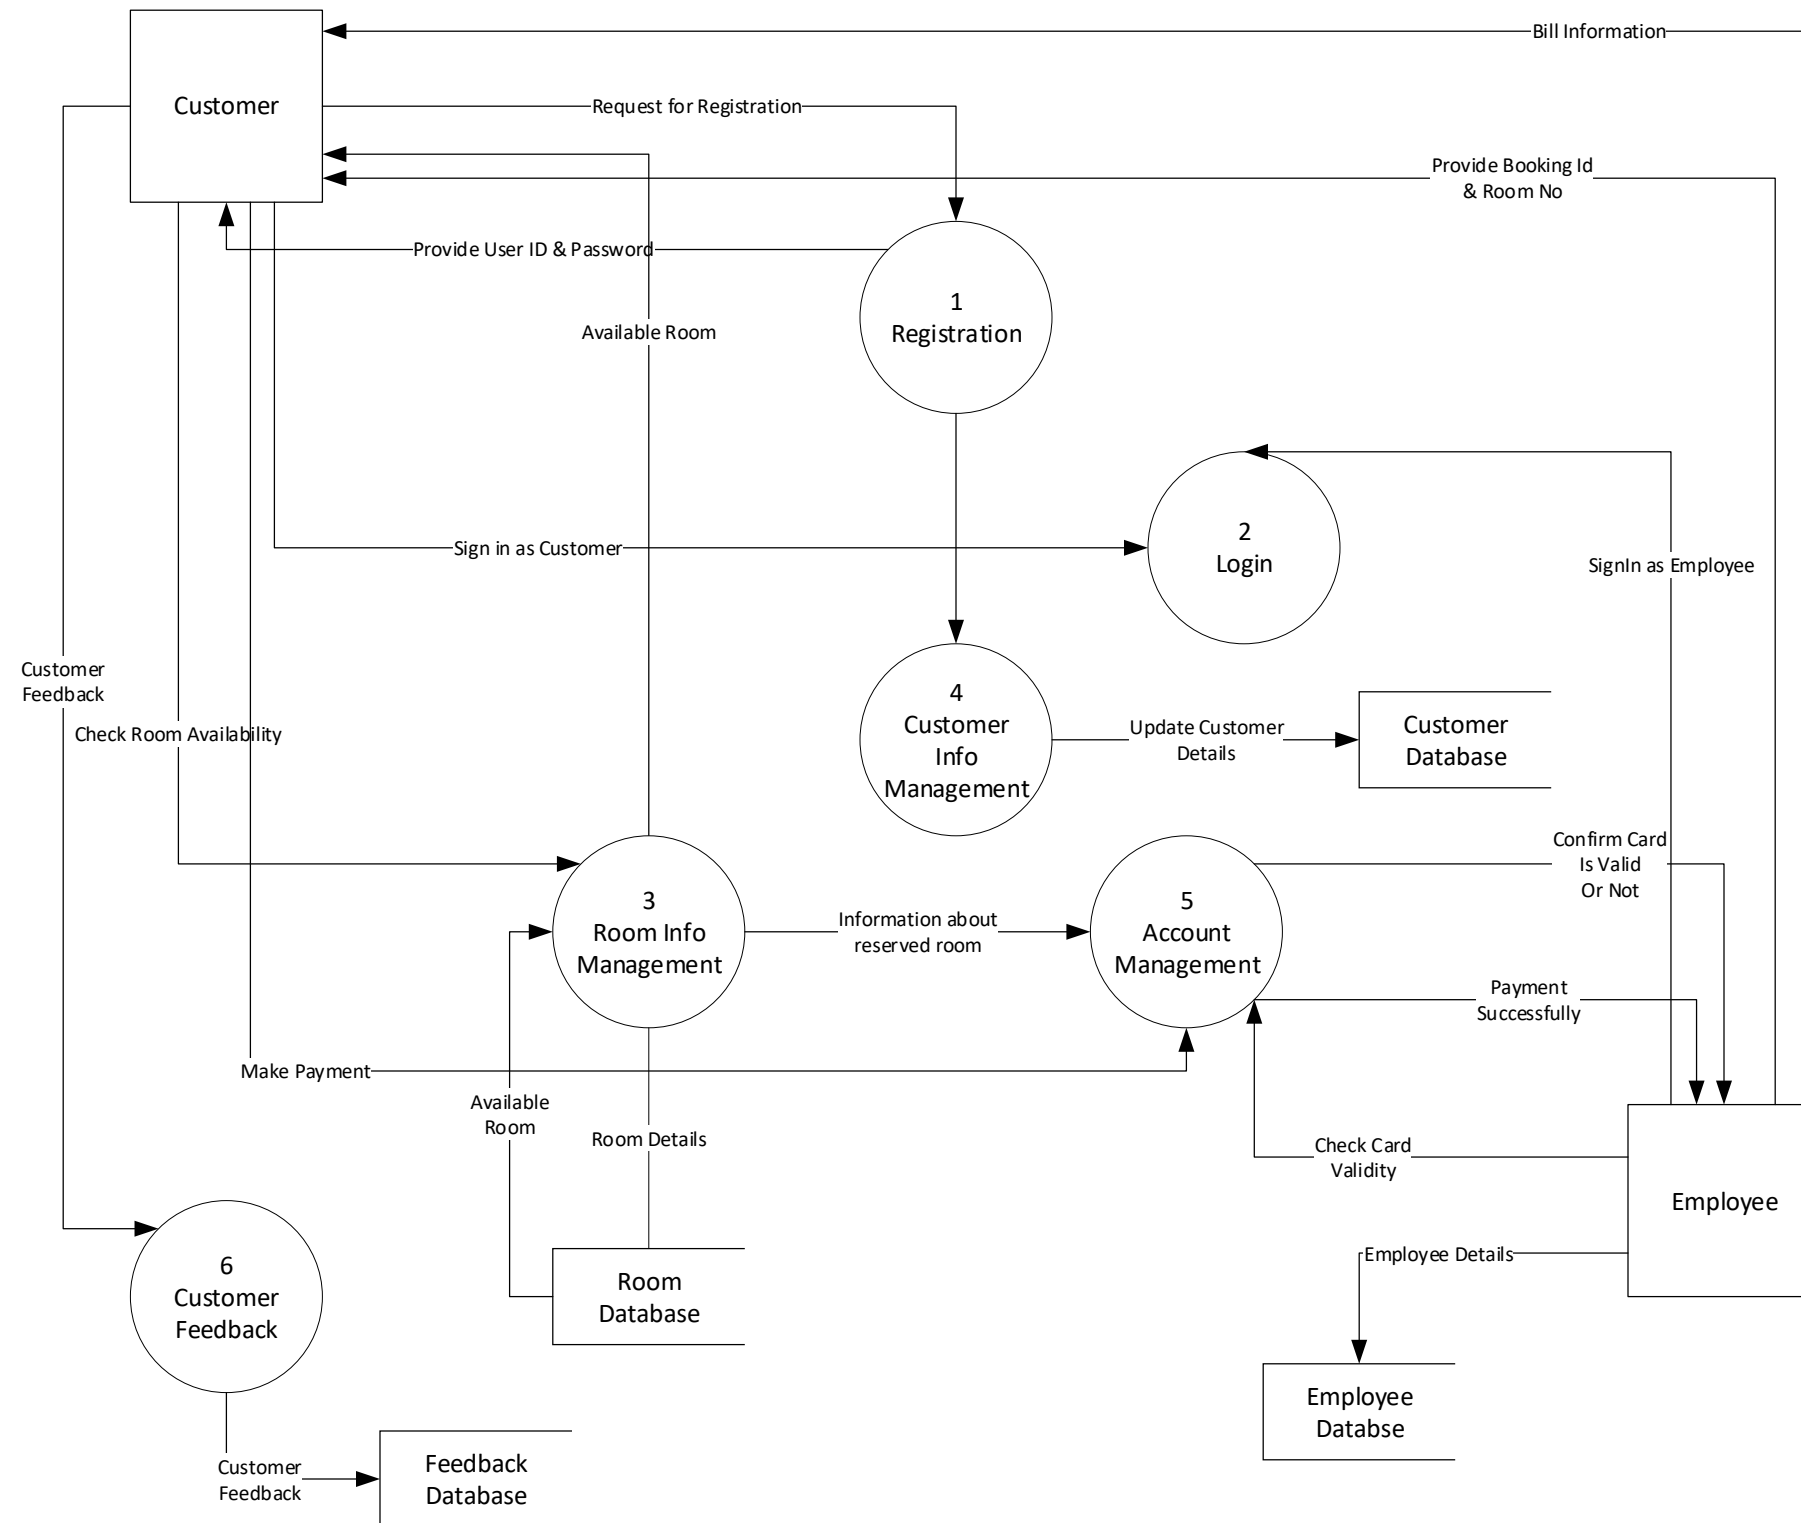 Bill Information
Customer
Request for Registration
Provide Booking Id
& Room No
Provide User ID & Password
1
Registration
Available Room
2
Login
Sign in as Customer
SignIn as Employee
Customer
Feedback
4
Customer
Info
Management
Update Customer
Details
Customer
Database
Check Room Availability
Confirm Card
Is Valid
Or Not
3
Room Info
Management
Information about
reserved room
5
Account
Management
Payment
Successfully
Make Payment
Available
Room
Room Details
Check Card
Validity
Employee
Employee Details
6
Customer
Feedback
Room
Database
Employee
Databse
Customer
Feedback
Feedback
Database